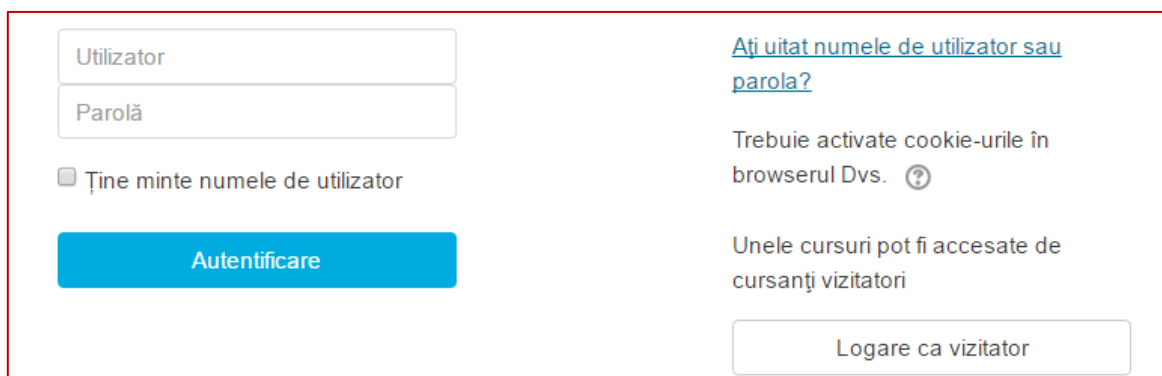 Utilizator
Parolă
Ține minte numele de utilizator
Autentificare
Aţi uitat numele de utilizator sau
parola?
Trebuie activate cookie-urile în
browserul Dvs.
Unele cursuri pot fi accesate de
cursanţi vizitatori
Logare ca vizitator